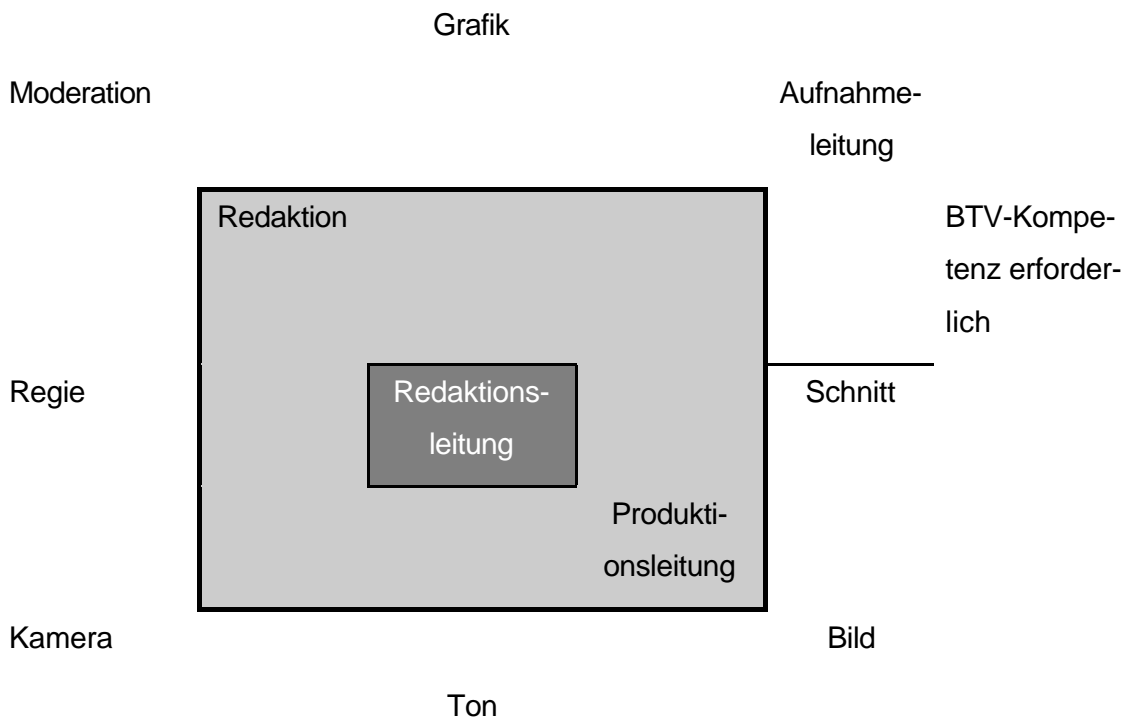 Grafik
Moderation
Aufnahme-
leitung
Redaktion
BTV-Kompe-
tenz erforder-
lich
Regie
Redaktions-
leitung
Schnitt
Produkti-
onsleitung
Kamera
Bild
Ton